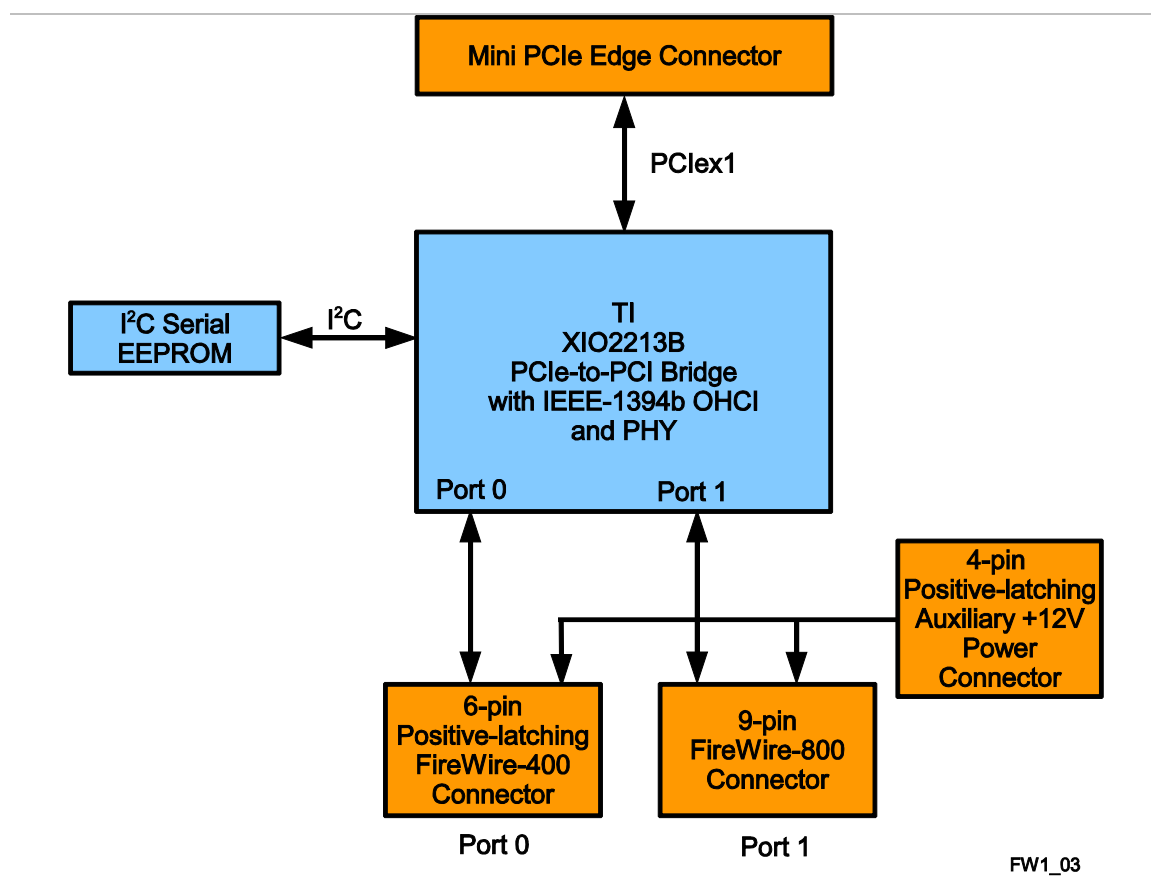 Mini PCIe Edge Connector
PCIex1
I²C Serial
EEPROM
I²C
TI
XIO2213B
PCIe-to-PCI Bridge
with IEEE-1394b OHCI
and PHY
Port 0
Port 1
4-pin
Positive-latching
Auxiliary +12V
Power
Connector
6-pin
Positive-latching
FireWire-400
Connector
9-pin
FireWire-800
Connector
Port 0
Port 1
FW1_03